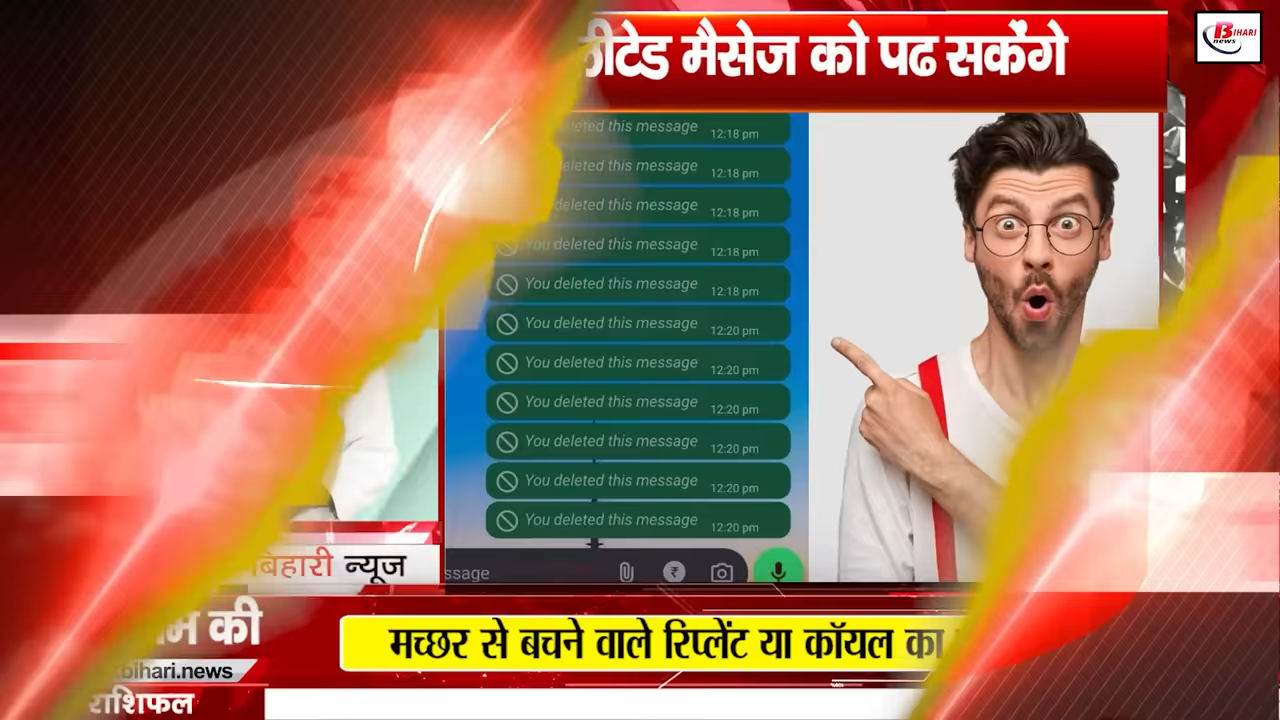 मैसेज को पढ सकेंगे
BIHARI
news
deleted this message 12:18 pm
deleted this message 12:18 pm
deleted this message 12:18 pm
You deleted this message 12:18 pm
You deleted this message 12:18 pm
You deleted this message 12:20 pm
You deleted this message 12:20 pm
You deleted this message 12:20 pm
You deleted this message 12:20 pm
You deleted this message 12:20 pm
You deleted this message 12:20 pm
ssage
बिहारी न्यूज
की
मच्छर से बचने वाले रिप्लेंट या कॉयल का
bihari.news
राशिफल